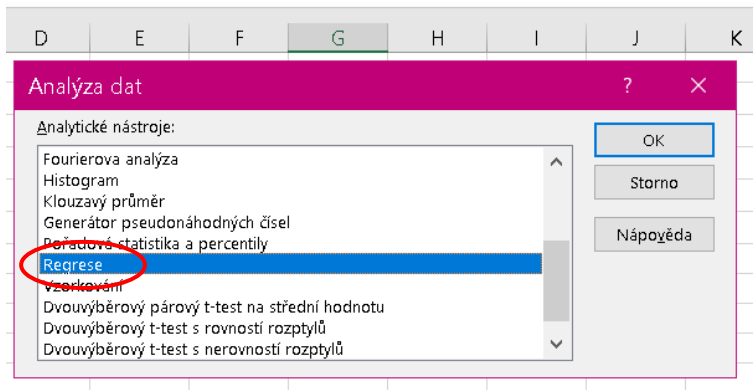 D E F G H I J K
Analýza dat ? ×
Analytické nástroje:
Fourierova analýza
Histogram
Klouzavý průměr
Generátor pseudonáhodných čísel
Pořadová statistika a percentily
Regrese
Vzorkování
Dvouvýběrový párový t-test na střední hodnotu
Dvouvýběrový t-test s rovností rozptylů
Dvouvýběrový t-test s nerovností rozptylů
OK
Storno
Nápověda